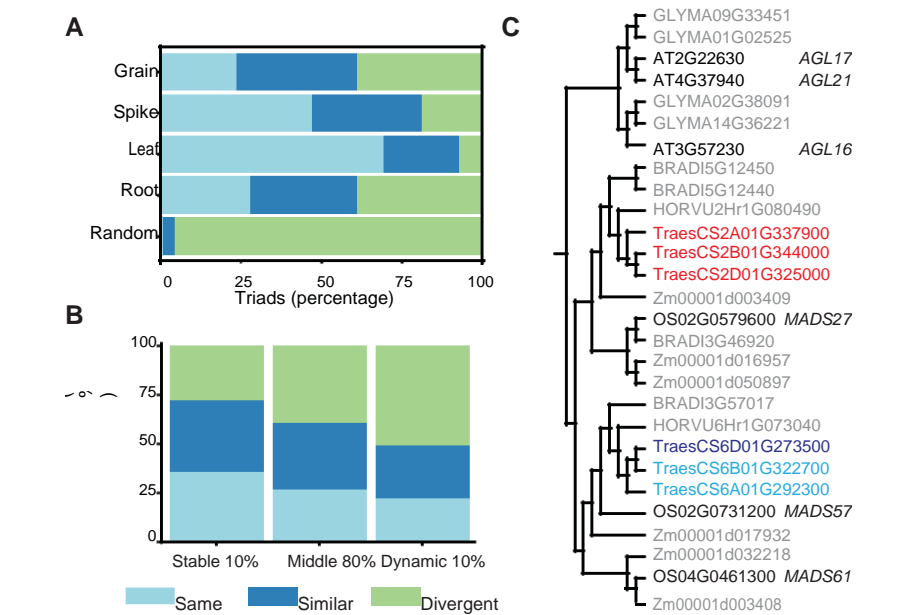 A
Grain
Spike
Leaf
Root
Random
0 25 50 75 100
Triads (percentage)
B
100
75
50
25
0
Stable 10% Middle 80% Dynamic 10%
Same Similar Divergent
C
GLYMA09G33451
GLYMA01G02525
AT2G22630 AGL17
AT4G37940 AGL21
GLYMA02G38091
GLYMA14G36221
AT3G57230 AGL16
BRADI5G12450
BRADI5G12440
HORVU2Hr1G080490
TraesCS2A01G337900
TraesCS2B01G344000
TraesCS2D01G325000
Zm00001d003409
OS02G0579600 MADS27
BRADI3G46920
Zm00001d016957
Zm00001d050897
BRADI3G57017
HORVU6Hr1G073040
TraesCS6D01G273500
TraesCS6B01G322700
TraesCS6A01G292300
OS02G0731200 MADS57
Zm00001d017932
Zm00001d032218
OS04G0461300 MADS61
Zm00001d003408